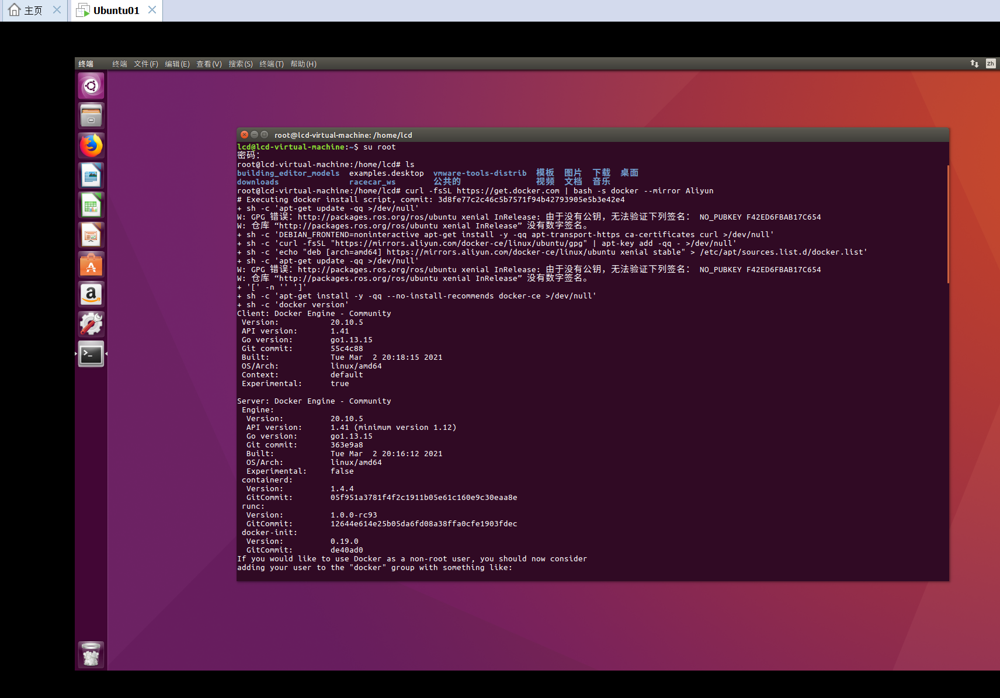 主页
Ubuntu01
终端 终端 文件(F) 编辑(E) 查看(V) 搜索(S) 终端(T) 帮助(H)
Zh
root@lcd-virtual-machine: /home/lcd
lcd@lcd-virtual-machine:~$ su root
密码：
root@lcd-virtual-machine:/home/lcd# ls
building_editor_models  examples.desktop  vmware-tools-distrib  模板  图片  下载  桌面
downloads               racecar_ws        公共的                视频  文档  音乐
root@lcd-virtual-machine:/home/lcd# curl -fsSL https://get.docker.com | bash -s docker --mirror Aliyun
# Executing docker install script, commit: 3d8fe77c2c46c5b7571f94b42793905e5b3e42e4
+ sh -c 'apt-get update -qq >/dev/null'
W: GPG 错误：http://packages.ros.org/ros/ubuntu xenial InRelease: 由于没有公钥，无法验证下列签名： NO_PUBKEY F42ED6FBAB17C654
W: 仓库 “http://packages.ros.org/ros/ubuntu xenial InRelease” 没有数字签名。
+ sh -c 'DEBIAN_FRONTEND=noninteractive apt-get install -y -qq apt-transport-https ca-certificates curl >/dev/null'
+ sh -c 'curl -fsSL "https://mirrors.aliyun.com/docker-ce/linux/ubuntu/gpg" | apt-key add -qq - >/dev/null'
+ sh -c 'echo "deb [arch=amd64] https://mirrors.aliyun.com/docker-ce/linux/ubuntu xenial stable" > /etc/apt/sources.list.d/docker.list'
+ sh -c 'apt-get update -qq >/dev/null'
W: GPG 错误：http://packages.ros.org/ros/ubuntu xenial InRelease: 由于没有公钥，无法验证下列签名： NO_PUBKEY F42ED6FBAB17C654
W: 仓库 “http://packages.ros.org/ros/ubuntu xenial InRelease” 没有数字签名。
+ '[' -n '' ']'
+ sh -c 'apt-get install -y -qq --no-install-recommends docker-ce >/dev/null'
+ sh -c 'docker version'
Client: Docker Engine - Community
 Version:           20.10.5
 API version:       1.41
 Go version:        go1.13.15
 Git commit:        55c4c88
 Built:             Tue Mar  2 20:18:15 2021
 OS/Arch:           linux/amd64
 Context:           default
 Experimental:      true
Server: Docker Engine - Community
 Engine:
  Version:          20.10.5
  API version:      1.41 (minimum version 1.12)
  Go version:       go1.13.15
  Git commit:       363e9a8
  Built:            Tue Mar  2 20:16:12 2021
  OS/Arch:          linux/amd64
  Experimental:     false
 containerd:
  Version:          1.4.4
  GitCommit:        05f951a3781f4f2c1911b05e61c160e9c30eaa8e
 runc:
  Version:          1.0.0-rc93
  GitCommit:        12644e614e25b05da6fd08a38ffa0cfe1903fdec
 docker-init:
  Version:          0.19.0
  GitCommit:        de40ad0
If you would like to use Docker as a non-root user, you should now consider
adding your user to the "docker" group with something like: